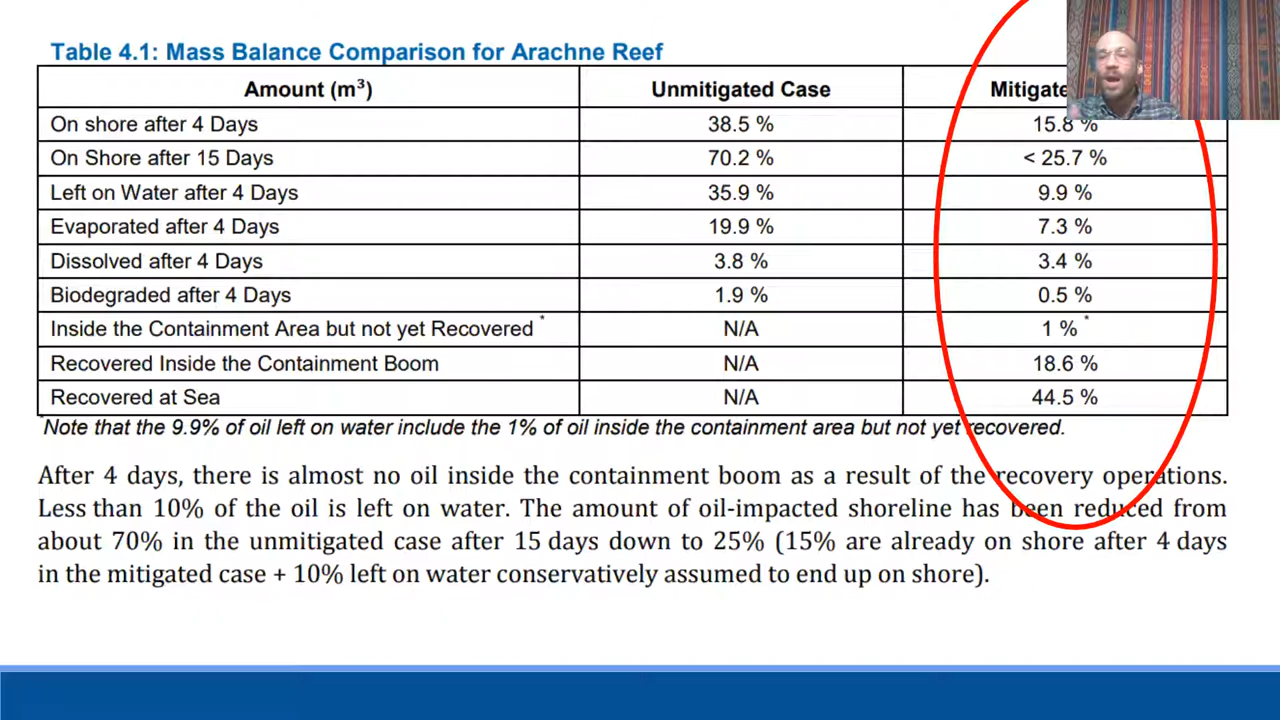 Table 4.1: Mass Balance Comparison for Arachne Reef
Amount (m³) Unmitigated Case
On shore after 4 Days 38.5 % 15.8 %
On Shore after 15 Days 70.2 % < 25.7 %
Left on Water after 4 Days 35.9 % 9.9 %
Evaporated after 4 Days 19.9 % 7.3 %
Dissolved after 4 Days 3.8 % 3.4 %
Biodegraded after 4 Days 1.9 % 0.5 %
Inside the Containment Area but not yet Recovered * N/A 1 % *
Recovered Inside the Containment Boom N/A 18.6 %
Recovered at Sea N/A 44.5 %
*Note that the 9.9% of oil left on water include the 1% of oil inside the containment area but not yet recovered.
After 4 days, there is almost no oil inside the containment boom as a result of the recovery operations.
Less than 10% of the oil is left on water. The amount of oil-impacted shoreline has been reduced from
about 70% in the unmitigated case after 15 days down to 25% (15% are already on shore after 4 days
in the mitigated case + 10% left on water conservatively assumed to end up on shore).